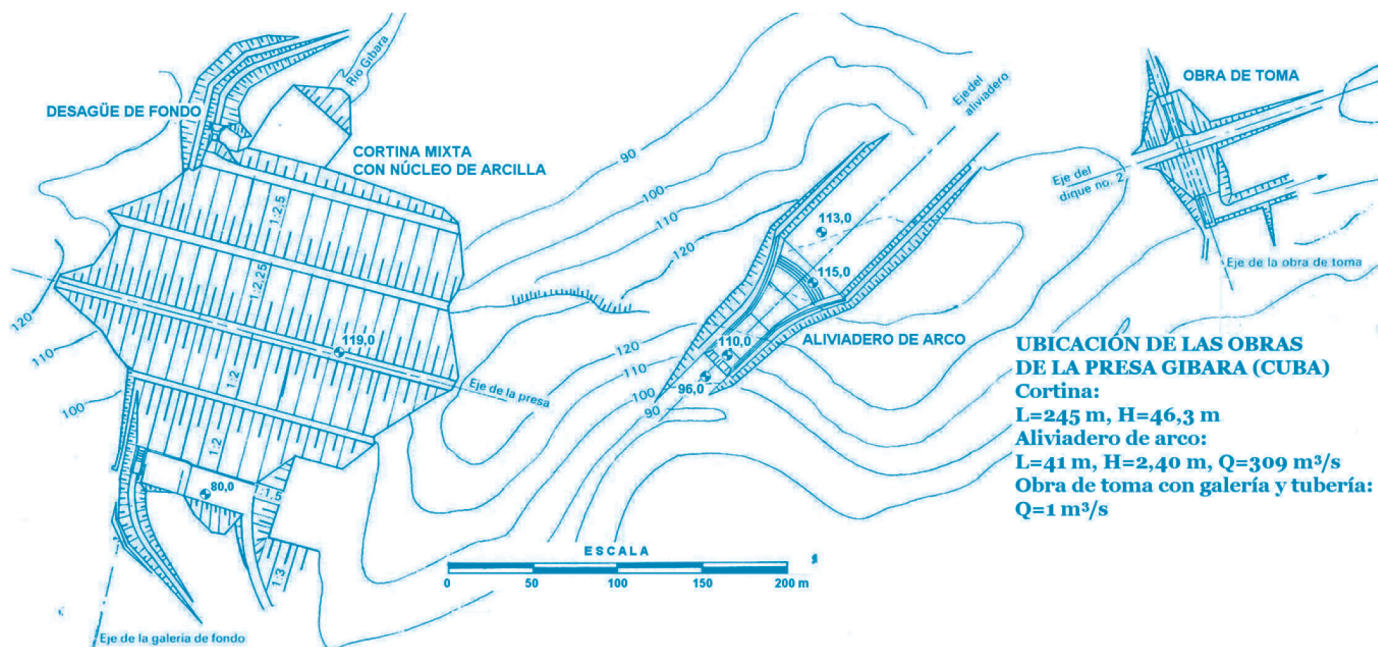 DESAGÜE DE FONDO
Río Gibara
CORTINA MIXTA
CON NÚCLEO DE ARCILLA
1:2,5
1:2,25
119,0
1:2
Eje de la presa
1:2
80,0
1:1,5
1:3
Eje de la galería de fondo
120
110
100
90
100
110
120
Eje del
aliviadero
113,0
115,0
110,0
96,0
ALIVIADERO DE ARCO
120
110
100
90
OBRA DE TOMA
Eje del
dique no. 2
Eje de la obra de toma
UBICACIÓN DE LAS OBRAS
DE LA PRESA GIBARA (CUBA)
Cortina:
L=245 m, H=46,3 m
Aliviadero de arco:
L=41 m, H=2,40 m, Q=309 m³/s
Obra de toma con galería y tubería:
Q=1 m³/s
ESCALA
0 50 100 150 200 m